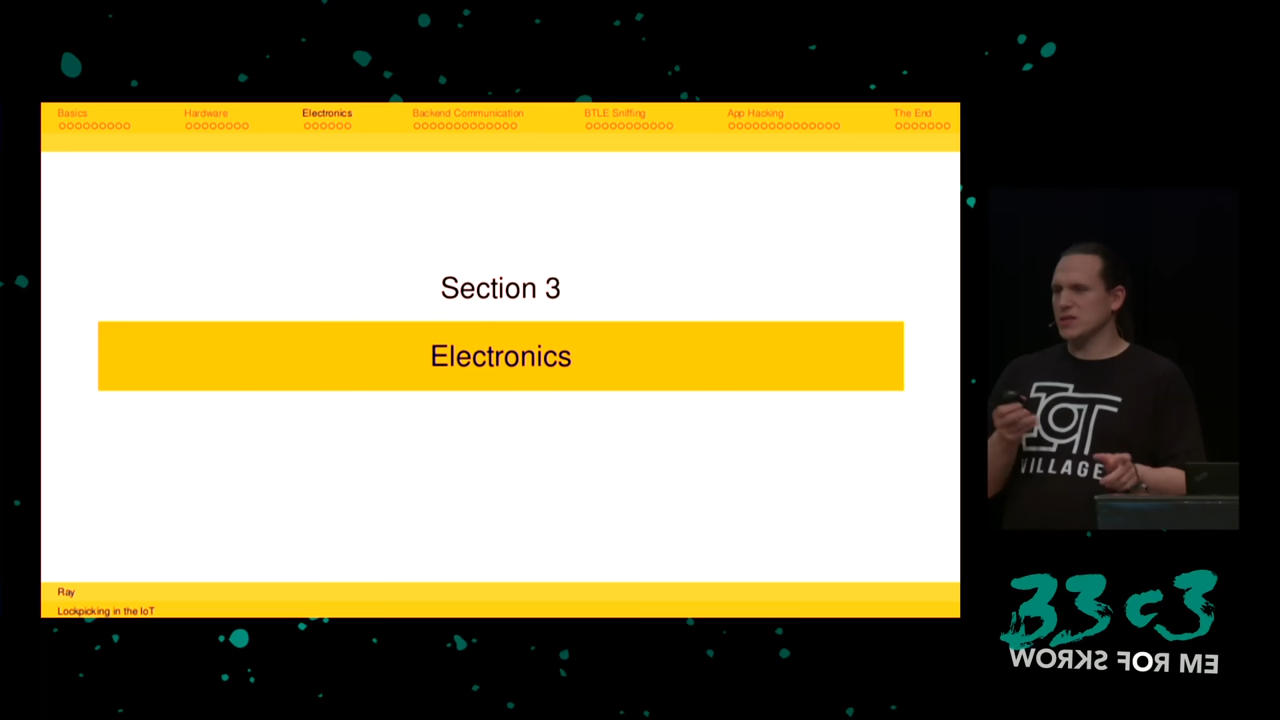 Basics Hardware Electronics Backend Communication BTLE Sniffing App Hacking The End
Section 3
Electronics
Ray
Lockpicking in the IoT
IoT
VILLAGE
33c3
WORKS FOR ME